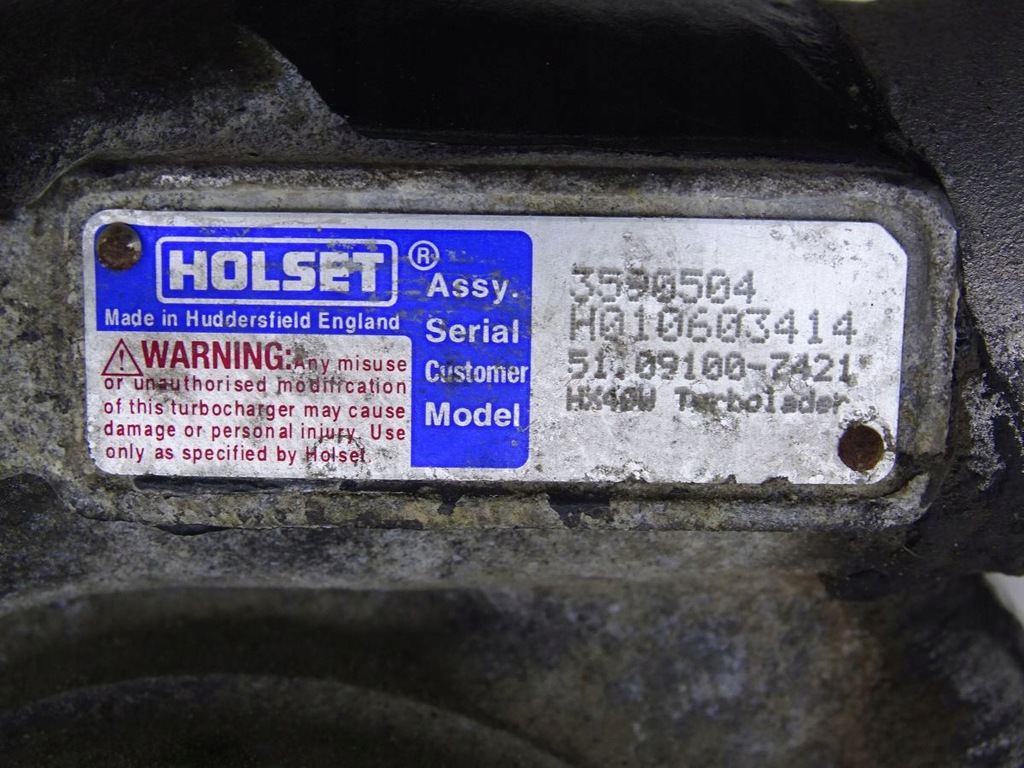 HOLSET ®
Made in Huddersfield England
WARNING: Any misuse
or unauthorised modification
of this turbocharger may cause
damage or personal injury. Use
only as specified by Holset.
Assy. 3590504
Serial H010603414
Customer 51.09100-7421
Model HX40W Turbolader